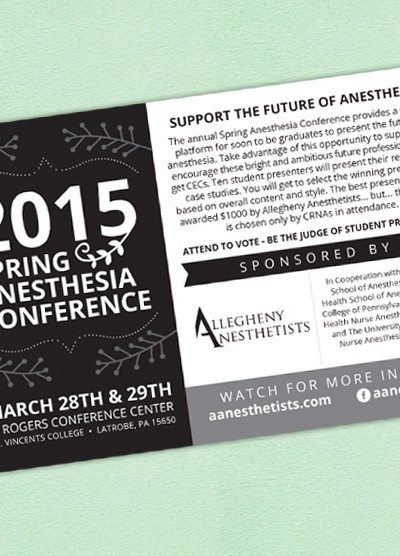 2015
SPRING
ANESTHESIA
CONFERENCE
MARCH 28TH & 29TH
ROGERS CONFERENCE CENTER
VINCENTS COLLEGE • LATROBE, PA 15650
SUPPORT THE FUTURE OF ANESTHE
The annual Spring Anesthesia Conference provides a
platform for soon to be graduates to present the fut
anesthesia. Take advantage of this opportunity to sup
encourage these bright and ambitious future professio
get CECs. Ten student presenters will present their re
case studies. You will get to select the winning pre
based on overall content and style. The best presen
awarded $1000 by Allegheny Anesthetists... but... th
is chosen only by CRNAs in attendance.
ATTEND TO VOTE - BE THE JUDGE OF STUDENT PR
SPONSORED BY
ALLEGHENY
ANESTHETISTS
In Cooperation with
School of Anesthes
Health School of Anes
College of Pennsylva
Health Nurse Anesth
and The University
Nurse Anesthe
WATCH FOR MORE IN
aanesthetists.com
aane